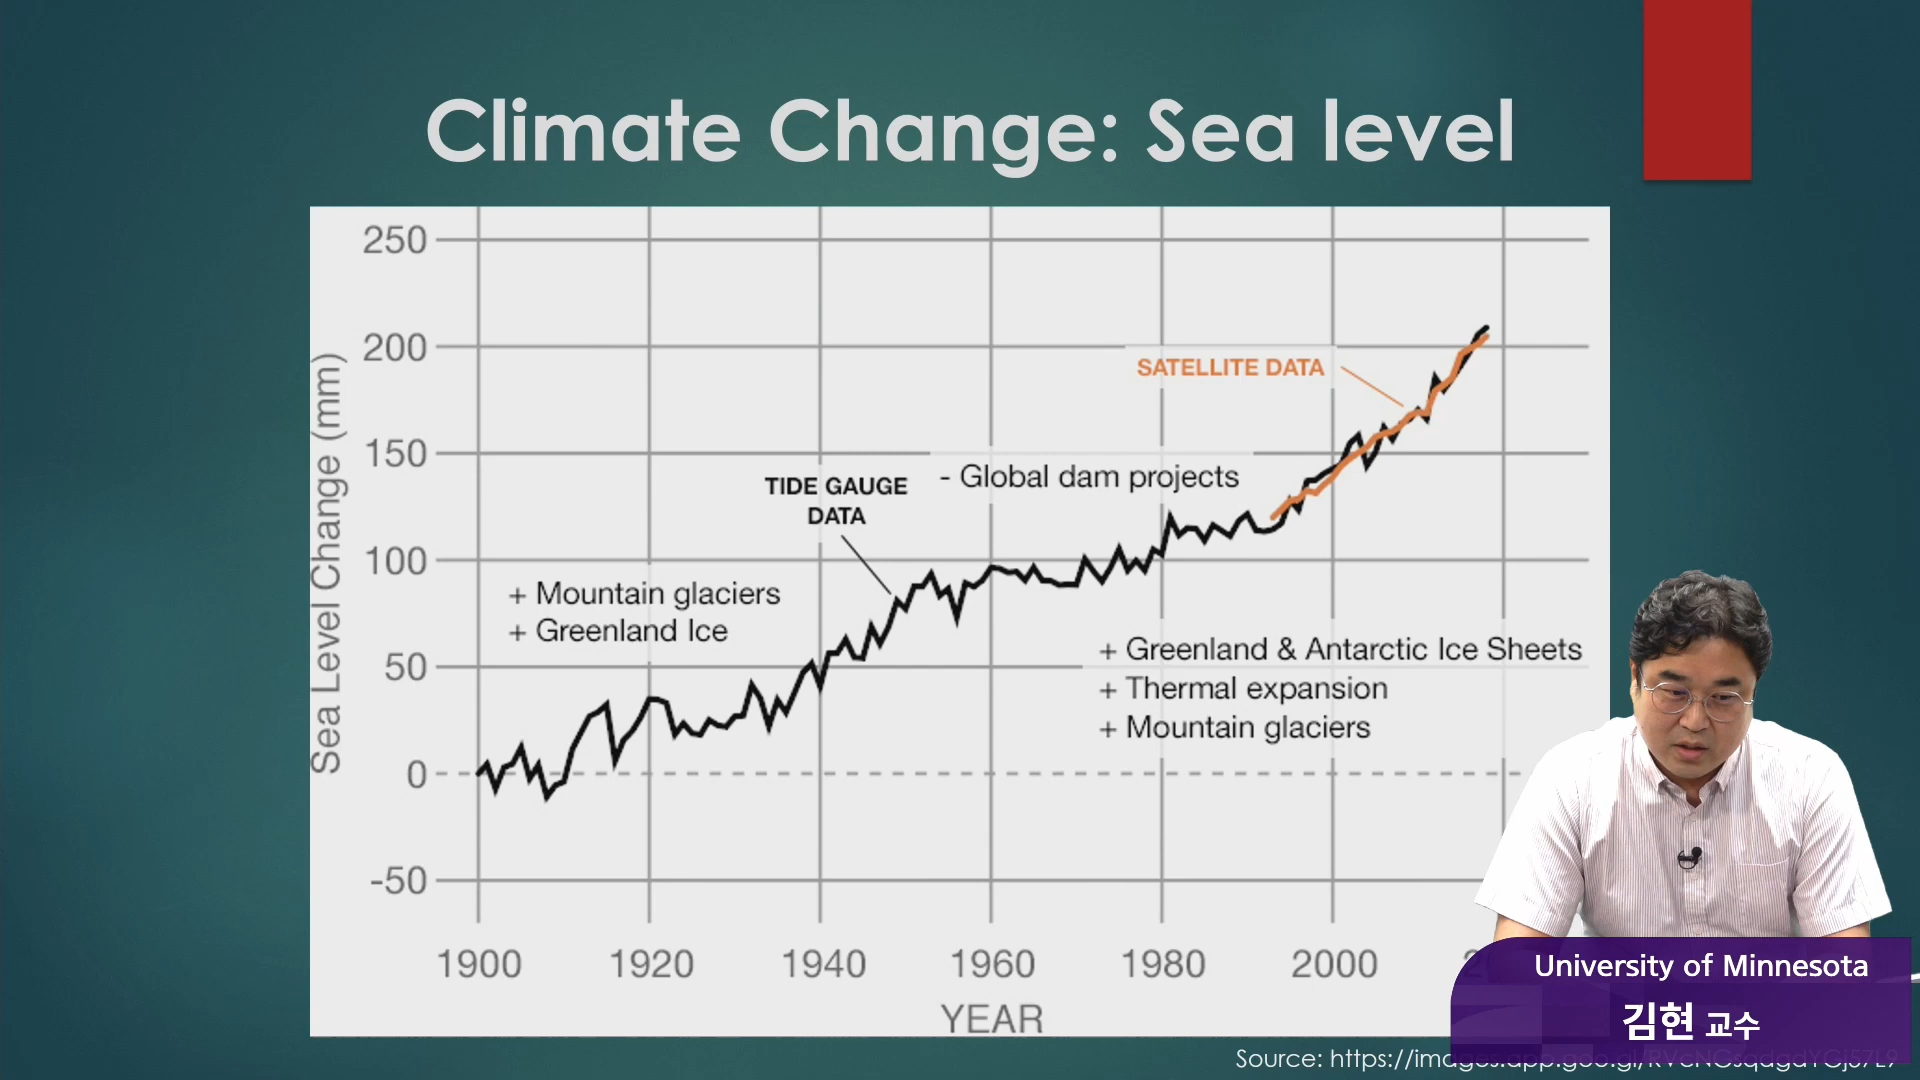 Climate Change: Sea level
250
200
150
100
50
0
-50
Sea Level Change (mm)
SATELLITE DATA
- Global dam projects
TIDE GAUGE
DATA
+ Mountain glaciers
+ Greenland Ice
+ Greenland & Antarctic Ice Sheets
+ Thermal expansion
+ Mountain glaciers
1900 1920 1940 1960 1980 2000
YEAR
University of Minnesota
김현 교수
Source: